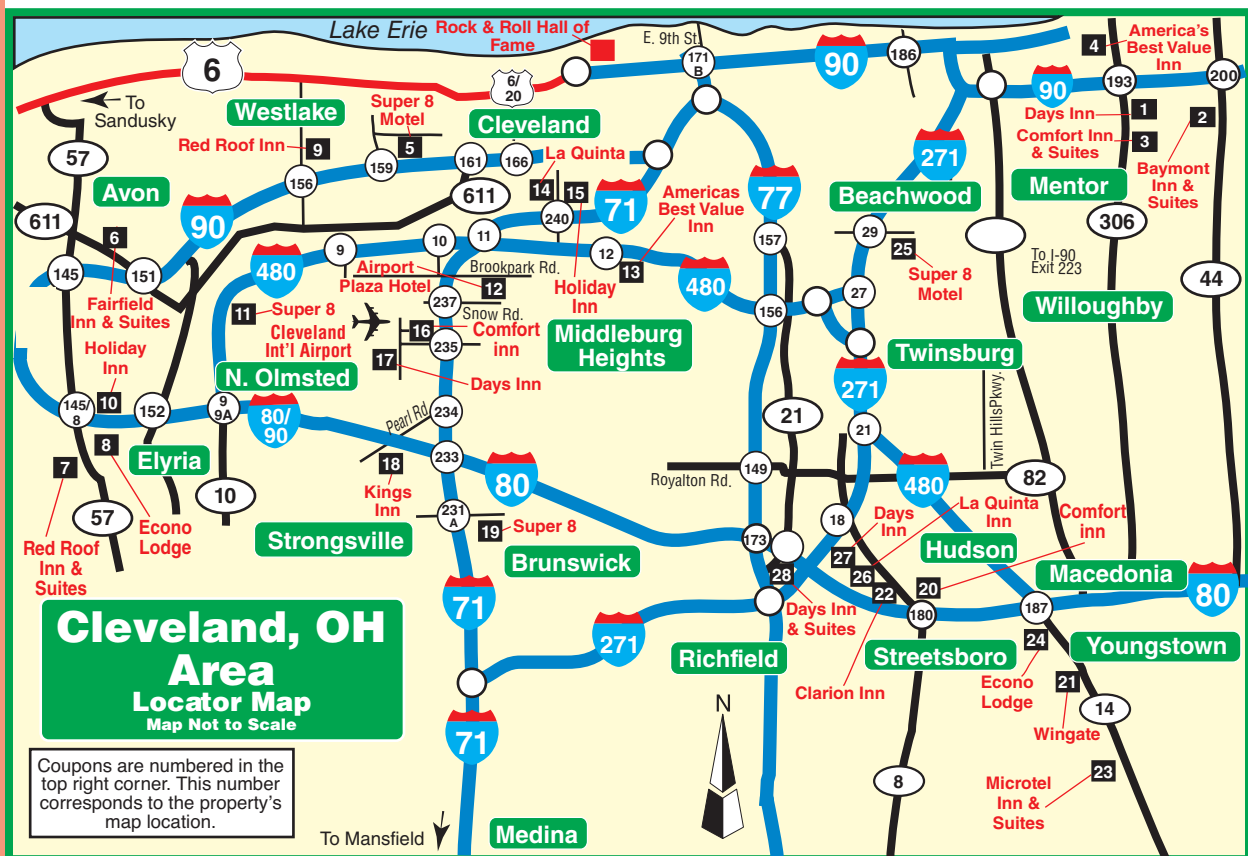 Lake Erie
Rock & Roll Hall of
Fame
E. 9th St.
171
B
90
186
4
America's
Best Value
Inn
193
200
6
6/
20
90
To
Sandusky
Westlake
Super 8
Motel
Cleveland
Days Inn
1
2
Red Roof Inn
9
5
La Quinta
Comfort Inn
& Suites
3
57
159
161
166
271
Baymont
Inn &
Suites
156
Avon
611
14
15
Americas
Best Value
Inn
77
Beachwood
Mentor
611
90
240
71
306
6
10
11
157
29
25
9
12
13
To I-90
Exit 223
145
151
480
Airport
Plaza Hotel
Brookpark Rd.
12
Holiday
Inn
480
Super 8
Motel
44
Fairfield
Inn & Suites
11
Super 8
237
Snow Rd.
156
27
Willoughby
Cleveland
Int'l Airport
16
Comfort
inn
Middleburg
Heights
Holiday
Inn
235
Twinsburg
17
Days Inn
N. Olmsted
271
10
145/
8
152
9
9A
80/
90
Pearl Rd.
234
21
21
Twin HillsPkwy.
8
Elyria
233
18
80
149
Royalton Rd.
480
82
7
10
Kings
Inn
La Quinta
Inn
Comfort
inn
57
Econo
Lodge
231
A
19
Super 8
18
Days
Inn
Strongsville
173
Hudson
Red Roof
Inn &
Suites
Brunswick
27
26
28
22
20
Macedonia
80
71
Days Inn
& Suites
180
187
Cleveland, OH
Area
Locator Map
Map Not to Scale
271
Richfield
Streetsboro
24
Youngstown
Clarion Inn
Econo
Lodge
21
N
14
71
Wingate
Coupons are numbered in the
top right corner. This number
corresponds to the property's
map location.
8
Microtel
Inn &
Suites
23
To Mansfield
Medina